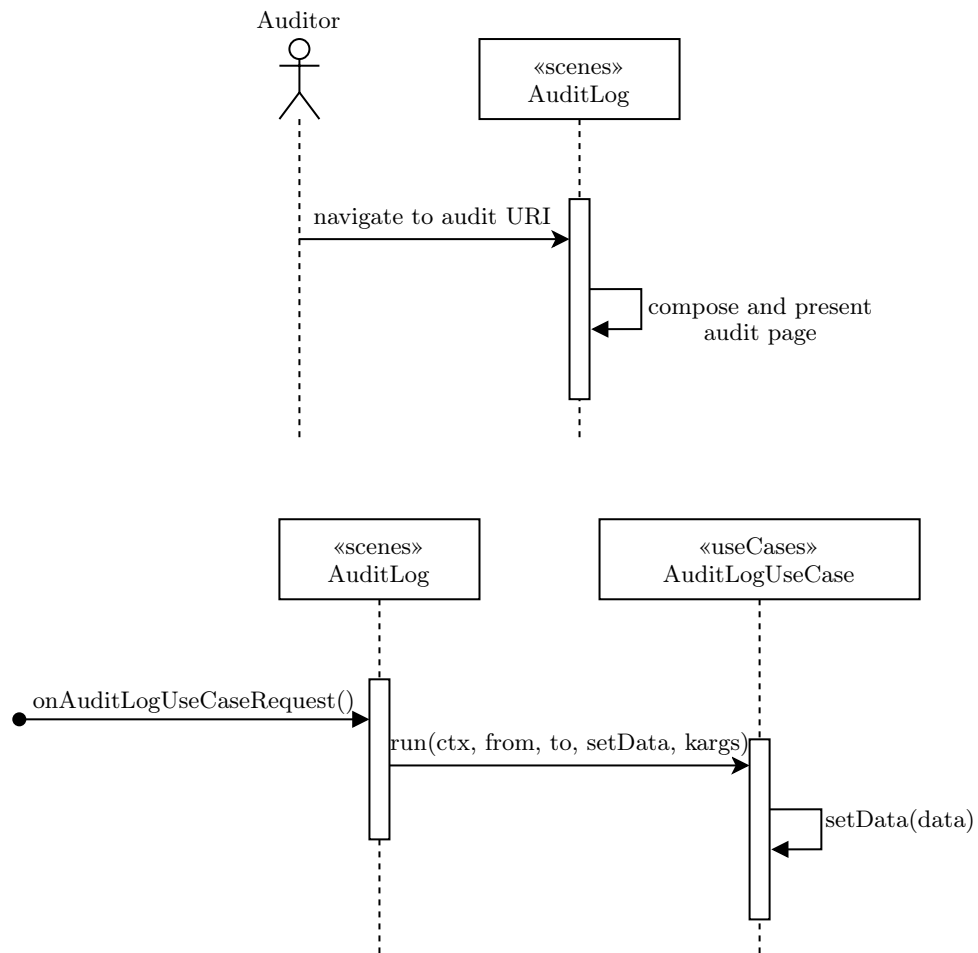 Auditor
«scenes»
AuditLog
navigate to audit URI
compose and present
audit page
«scenes»
AuditLog
«useCases»
AuditLogUseCase
onAuditLogUseCaseRequest()
run(ctx, from, to, setData, kargs)
setData(data)